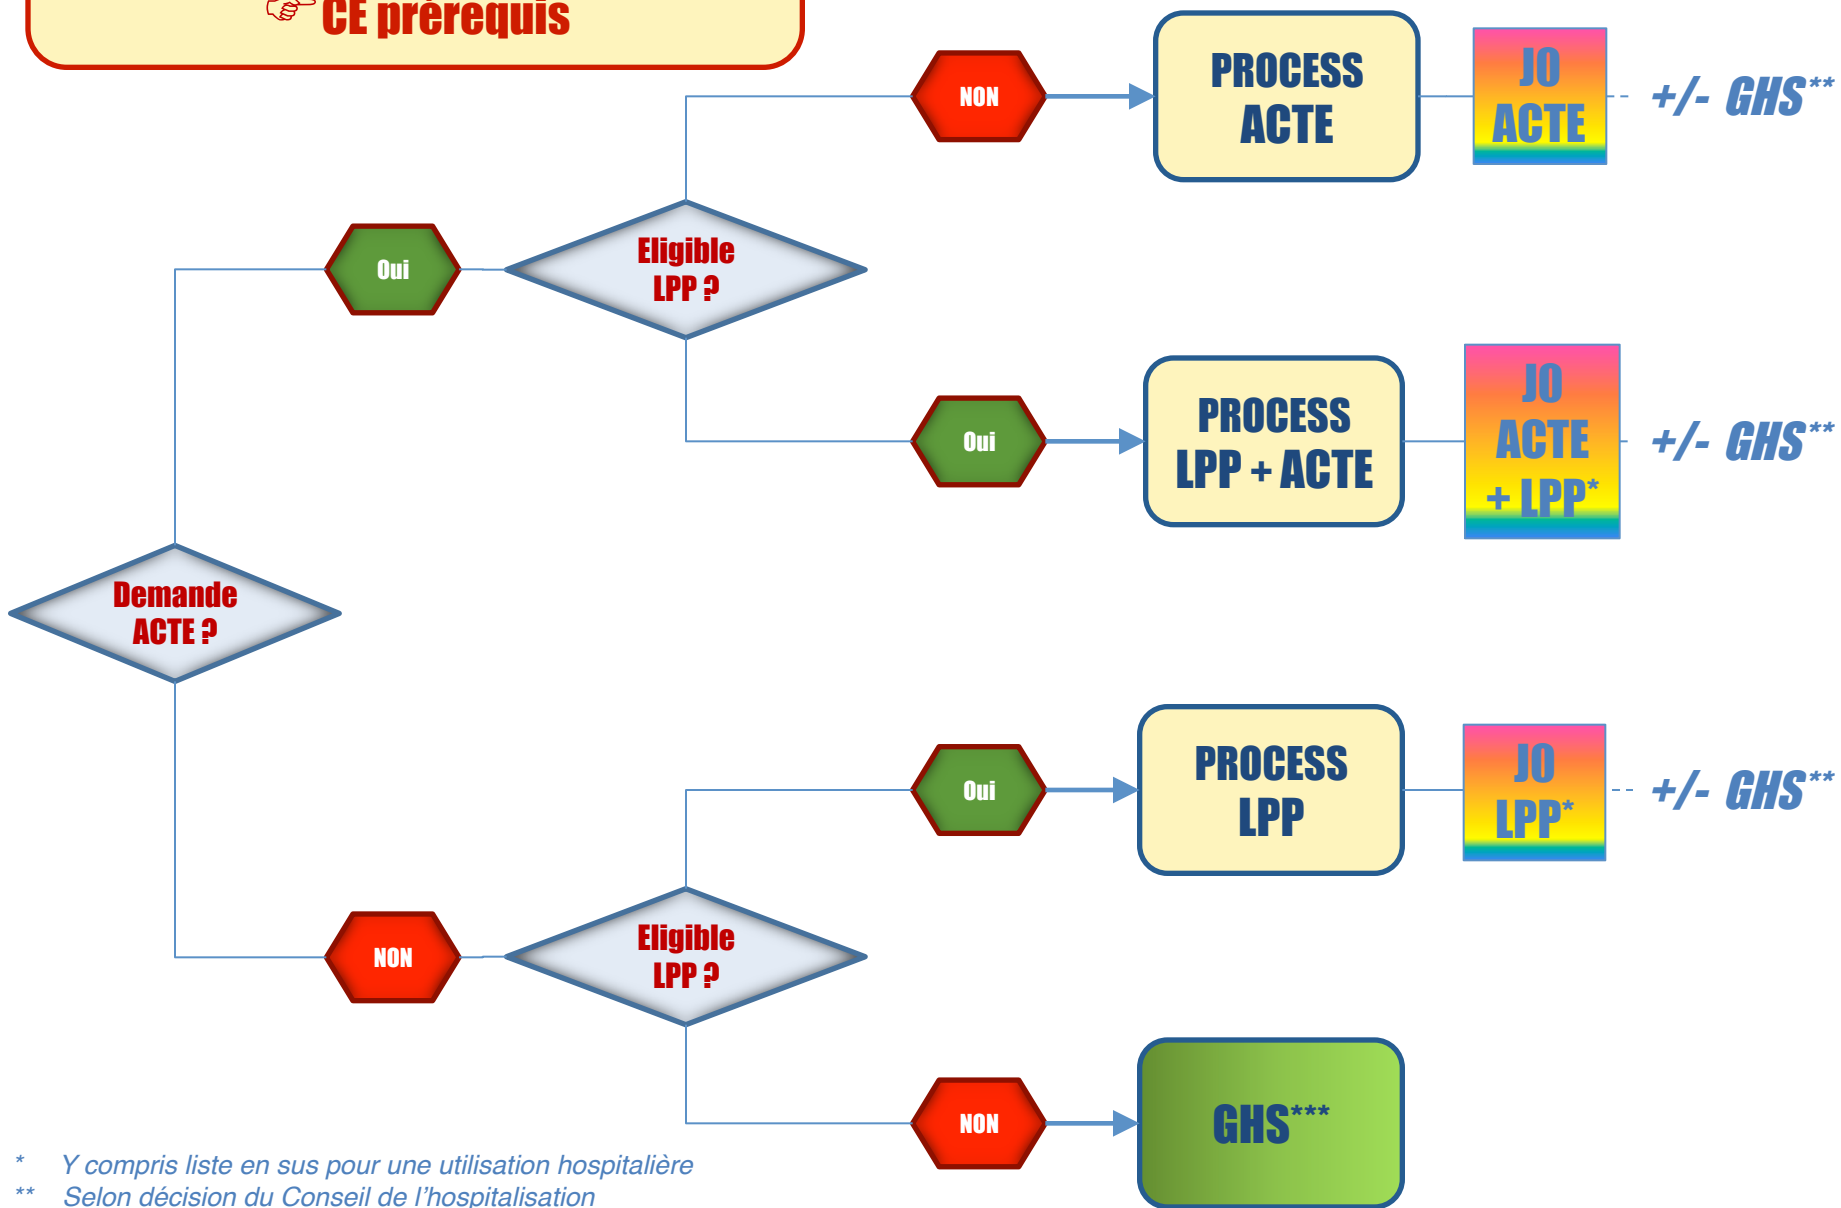 ☞ CE prérequis
NON
PROCESS
ACTE
JO
ACTE
+/- GHS**
Oui
Eligible
LPP ?
Oui
PROCESS
LPP + ACTE
JO
ACTE
+ LPP*
+/- GHS**
Demande
ACTE ?
Oui
PROCESS
LPP
JO
LPP*
+/- GHS**
NON
Eligible
LPP ?
NON
GHS***
* Y compris liste en sus pour une utilisation hospitalière
** Selon décision du Conseil de l'hospitalisation